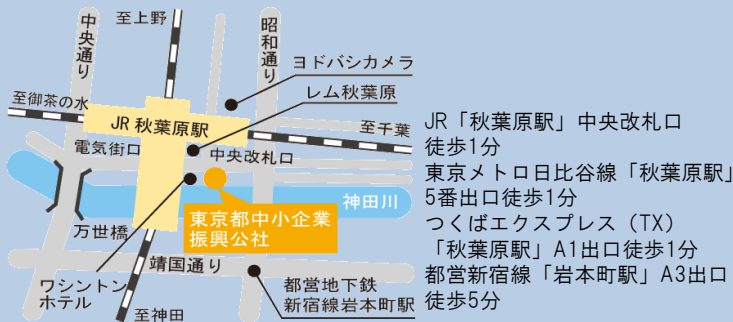 至上野
中央通り
昭和通り
ヨドバシカメラ
レム秋葉原
至御茶の水
JR 秋葉原駅
至千葉
電気街口
中央改札口
神田川
東京都中小企業
振興公社
万世橋
靖国通り
ワシントン
ホテル
都営地下鉄
新宿線岩本町駅
至神田
JR「秋葉原駅」中央改札口
徒歩1分
東京メトロ日比谷線「秋葉原駅」
5番出口徒歩1分
つくばエクスプレス（TX）
「秋葉原駅」A1出口徒歩1分
都営新宿線「岩本町駅」A3出口
徒歩5分